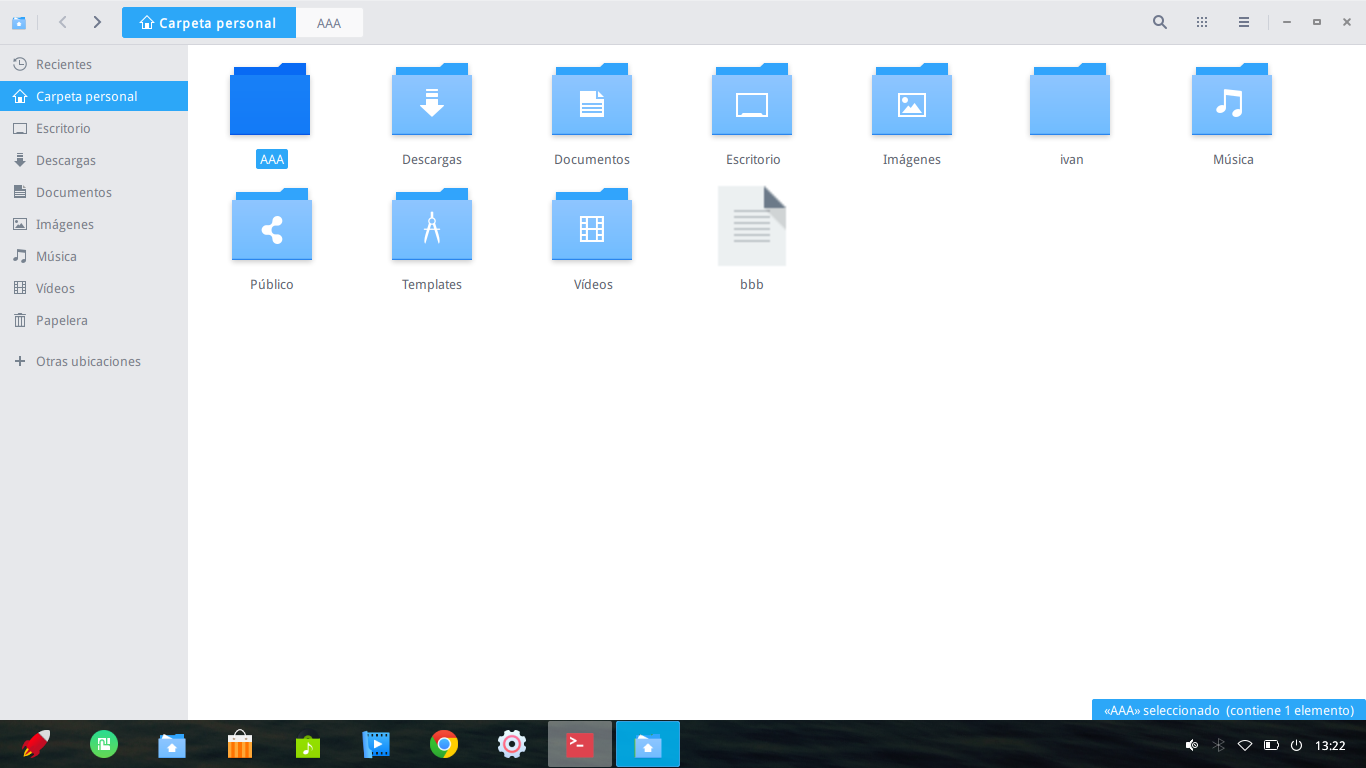 Carpeta personal
AAA
Recientes
Carpeta personal
Escritorio
Descargas
Documentos
Imágenes
Música
Vídeos
Papelera
Otras ubicaciones
AAA
Descargas
Documentos
Escritorio
Imágenes
ivan
Música
Público
Templates
Vídeos
bbb
«AAA» seleccionado (contiene 1 elemento)
13:22